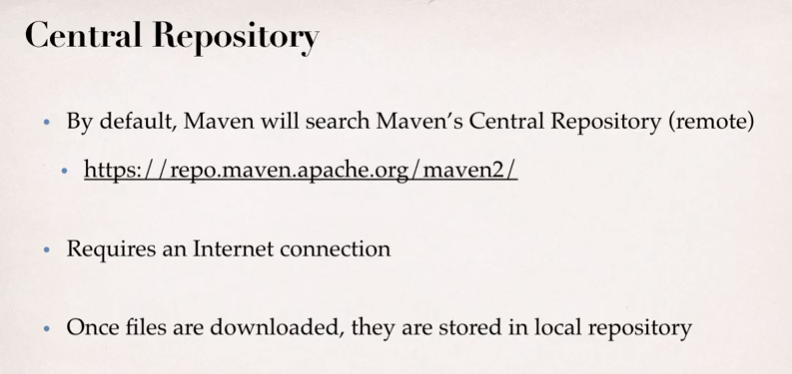 Central Repository
• By default, Maven will search Maven's Central Repository (remote)
• https://repo.maven.apache.org/maven2/
• Requires an Internet connection
• Once files are downloaded, they are stored in local repository